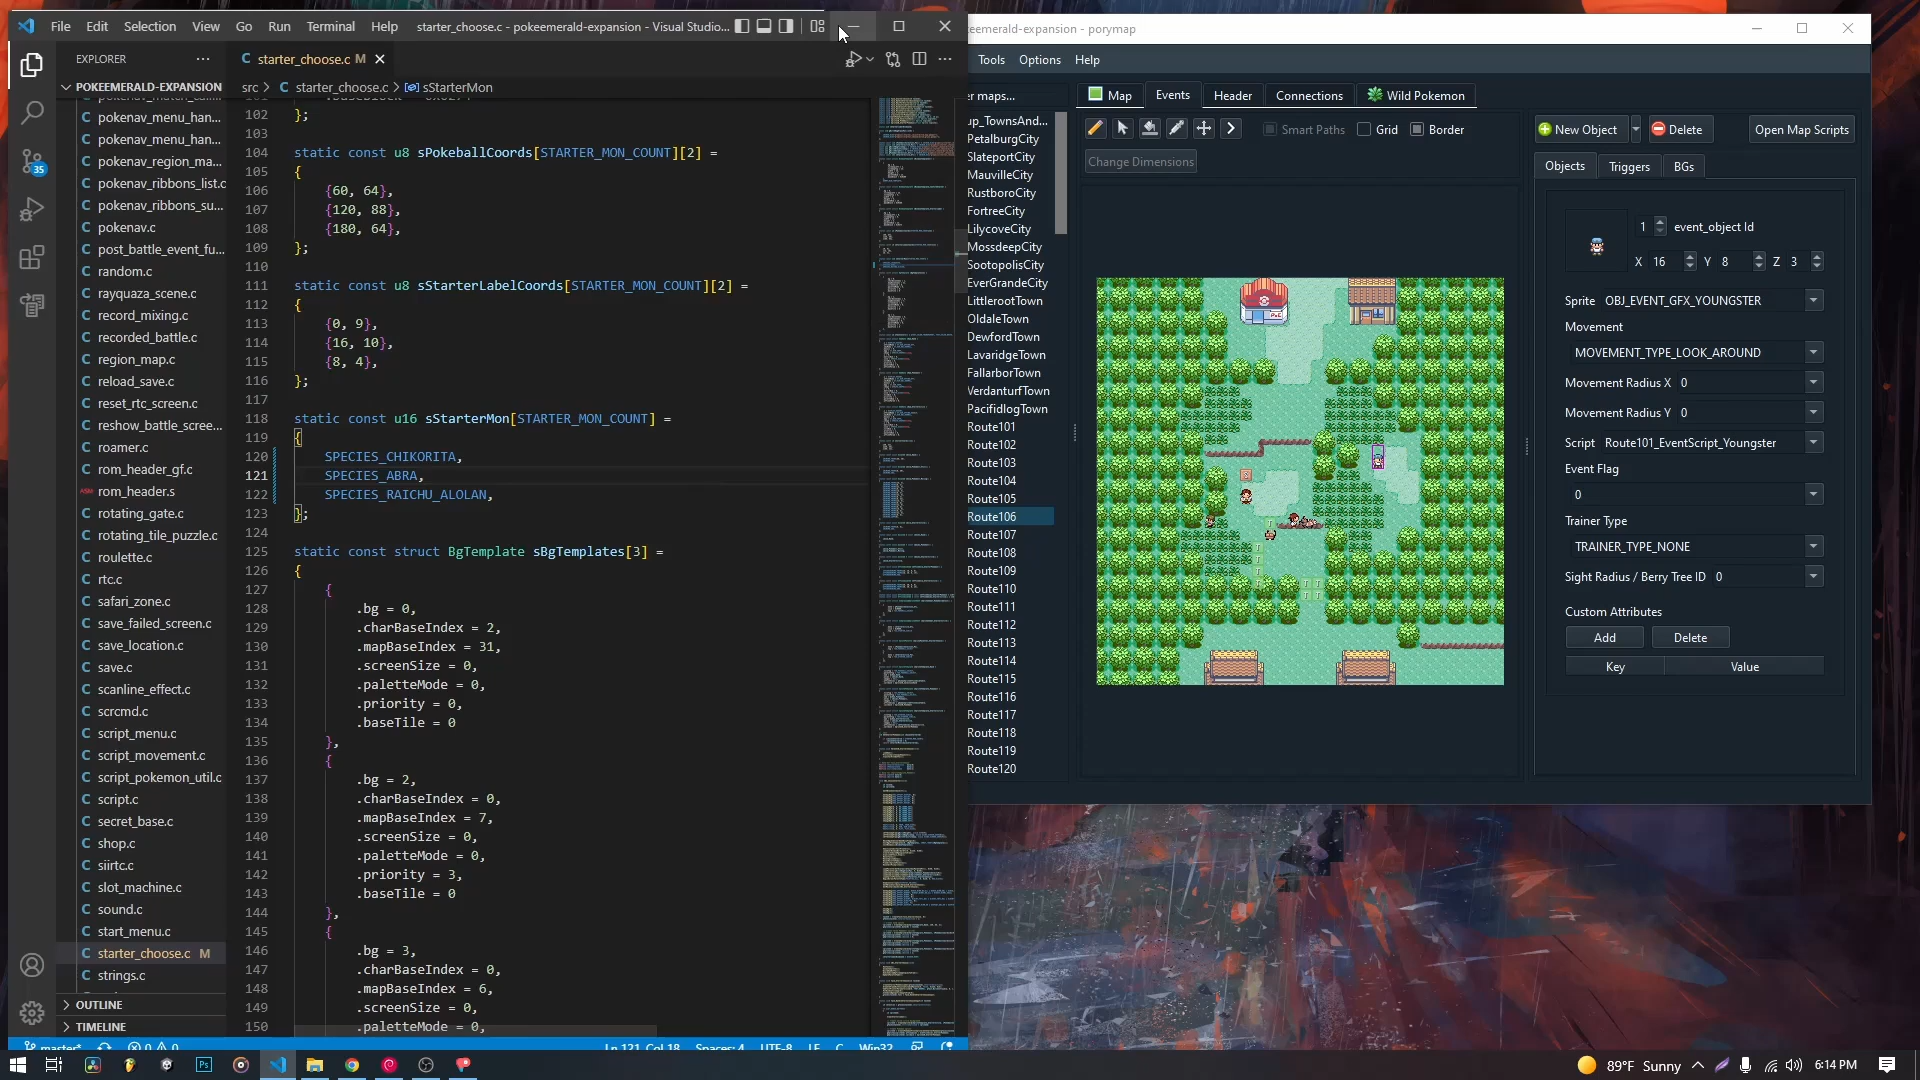 File Edit Selection View Go Run Terminal Help
starter_choose.c - pokeemerald-expansion - Visual Studio...
EXPLORER
POKEEMERALD-EXPANSION
pokenav_menu_han...
pokenav_menu_han...
pokenav_region_ma...
pokenav_ribbons_list.c
pokenav_ribbons_su...
pokenav.c
post_battle_event_fu...
random.c
rayquaza_scene.c
record_mixing.c
recorded_battle.c
region_map.c
reload_save.c
reset_rtc_screen.c
reshow_battle_scree...
roamer.c
rom_header_gf.c
rom_header.s
rotating_gate.c
rotating_tile_puzzle.c
roulette.c
rtc.c
safari_zone.c
save_failed_screen.c
save_location.c
save.c
scanline_effect.c
scrcmd.c
script_menu.c
script_movement.c
script_pokemon_util.c
script.c
secret_base.c
shop.c
siirtc.c
slot_machine.c
sound.c
start_menu.c
starter_choose.c M
strings.c
OUTLINE
TIMELINE
35
starter_choose.c M
src > C starter_choose.c > sStarterMon
102 };
103
104 static const u8 sPokeballCoords[STARTER_MON_COUNT][2] =
105 {
106 {60, 64},
107 {120, 88},
108 {180, 64},
109 };
110
111 static const u8 sStarterLabelCoords[STARTER_MON_COUNT][2] =
112 {
113 {0, 9},
114 {16, 10},
115 {8, 4},
116 };
117
118 static const u16 sStarterMon[STARTER_MON_COUNT] =
119 {
120 SPECIES_CHIKORITA,
121 SPECIES_ABRA,
122 SPECIES_RAICHU_ALOLAN,
123 };
124
125 static const struct BgTemplate sBgTemplates[3] =
126 {
127 {
128 .bg = 0,
129 .charBaseIndex = 2,
130 .mapBaseIndex = 31,
131 .screenSize = 0,
132 .paletteMode = 0,
133 .priority = 0,
134 .baseTile = 0
135 },
136 {
137 .bg = 2,
138 .charBaseIndex = 0,
139 .mapBaseIndex = 7,
140 .screenSize = 0,
141 .paletteMode = 0,
142 .priority = 3,
143 .baseTile = 0
144 },
145 {
146 .bg = 3,
147 .charBaseIndex = 0,
148 .mapBaseIndex = 6,
149 .screenSize = 0,
150 .paletteMode = 0,
master* 0 0
Ln 121, Col 18 Spaces: 4 UTF-8 LF C Win32
eemerald-expansion - porymap
Tools Options Help
er maps...
Map Events Header Connections Wild Pokemon
up_TownsAnd...
PetalburgCity
SlateportCity
MauvilleCity
RustboroCity
FortreeCity
LilycoveCity
MossdeepCity
SootopolisCity
EverGrandeCity
LittlerootTown
OldaleTown
DewfordTown
LavaridgeTown
FallarborTown
VerdanturfTown
PacifidlogTown
Route101
Route102
Route103
Route104
Route105
Route106
Route107
Route108
Route109
Route110
Route111
Route112
Route113
Route114
Route115
Route116
Route117
Route118
Route119
Route120
Smart Paths Grid Border
Change Dimensions
New Object Delete Open Map Scripts
Objects Triggers BGs
1 event_object Id
X 16 Y 8 Z 3
Sprite OBJ_EVENT_GFX_YOUNGSTER
Movement
MOVEMENT_TYPE_LOOK_AROUND
Movement Radius X 0
Movement Radius Y 0
Script Route101_EventScript_Youngster
Event Flag
0
Trainer Type
TRAINER_TYPE_NONE
Sight Radius / Berry Tree ID 0
Custom Attributes
Add Delete
Key Value
89°F Sunny 6:14 PM